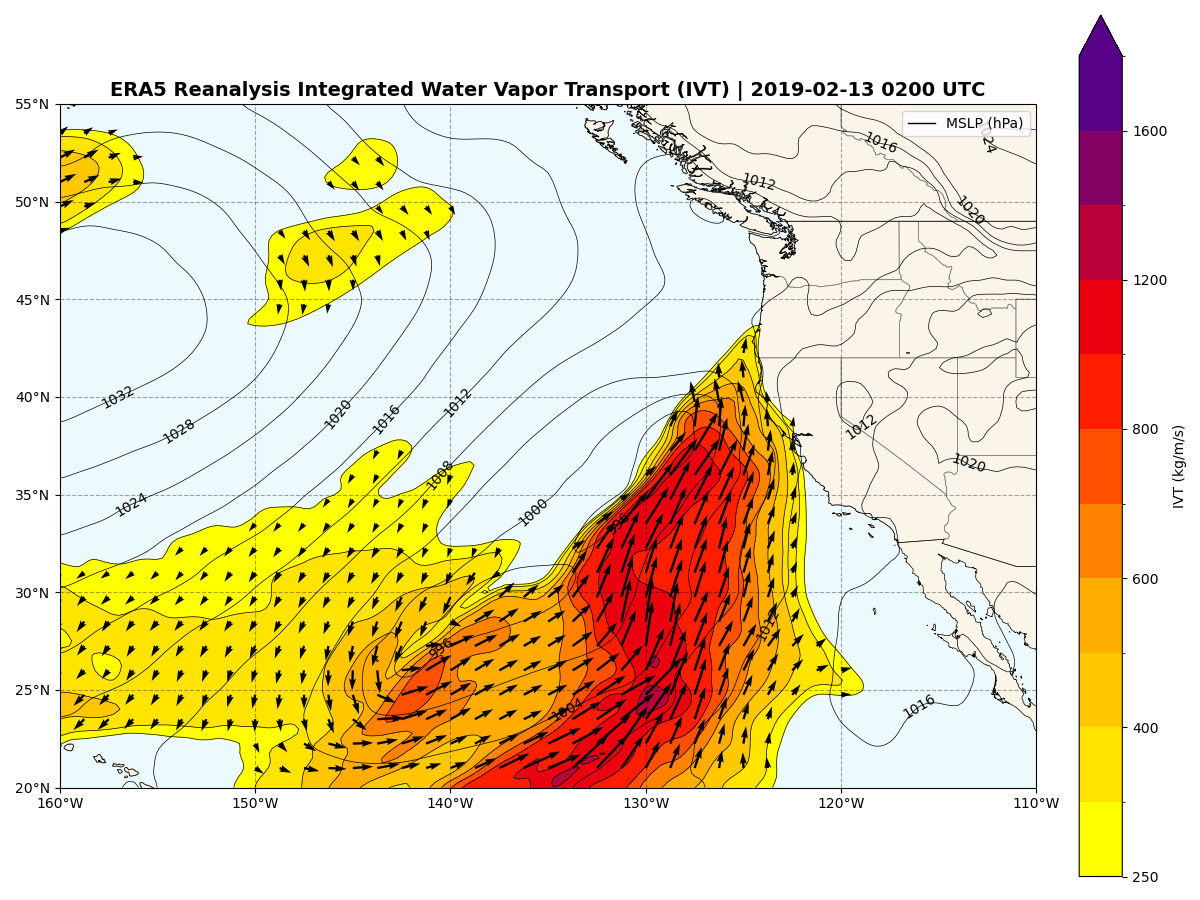 ERA5 Reanalysis Integrated Water Vapor Transport (IVT) | 2019-02-13 0200 UTC
MSLP (hPa)
55°N
50°N
45°N
40°N
35°N
30°N
25°N
20°N
160°W
150°W
140°W
130°W
120°W
110°W
1016
1012
1020
1032
1028
1024
1020
1016
1012
1008
1000
996
996
1004
1012
1012
1020
1016
1600
1200
800
600
400
250
IVT (kg/m/s)